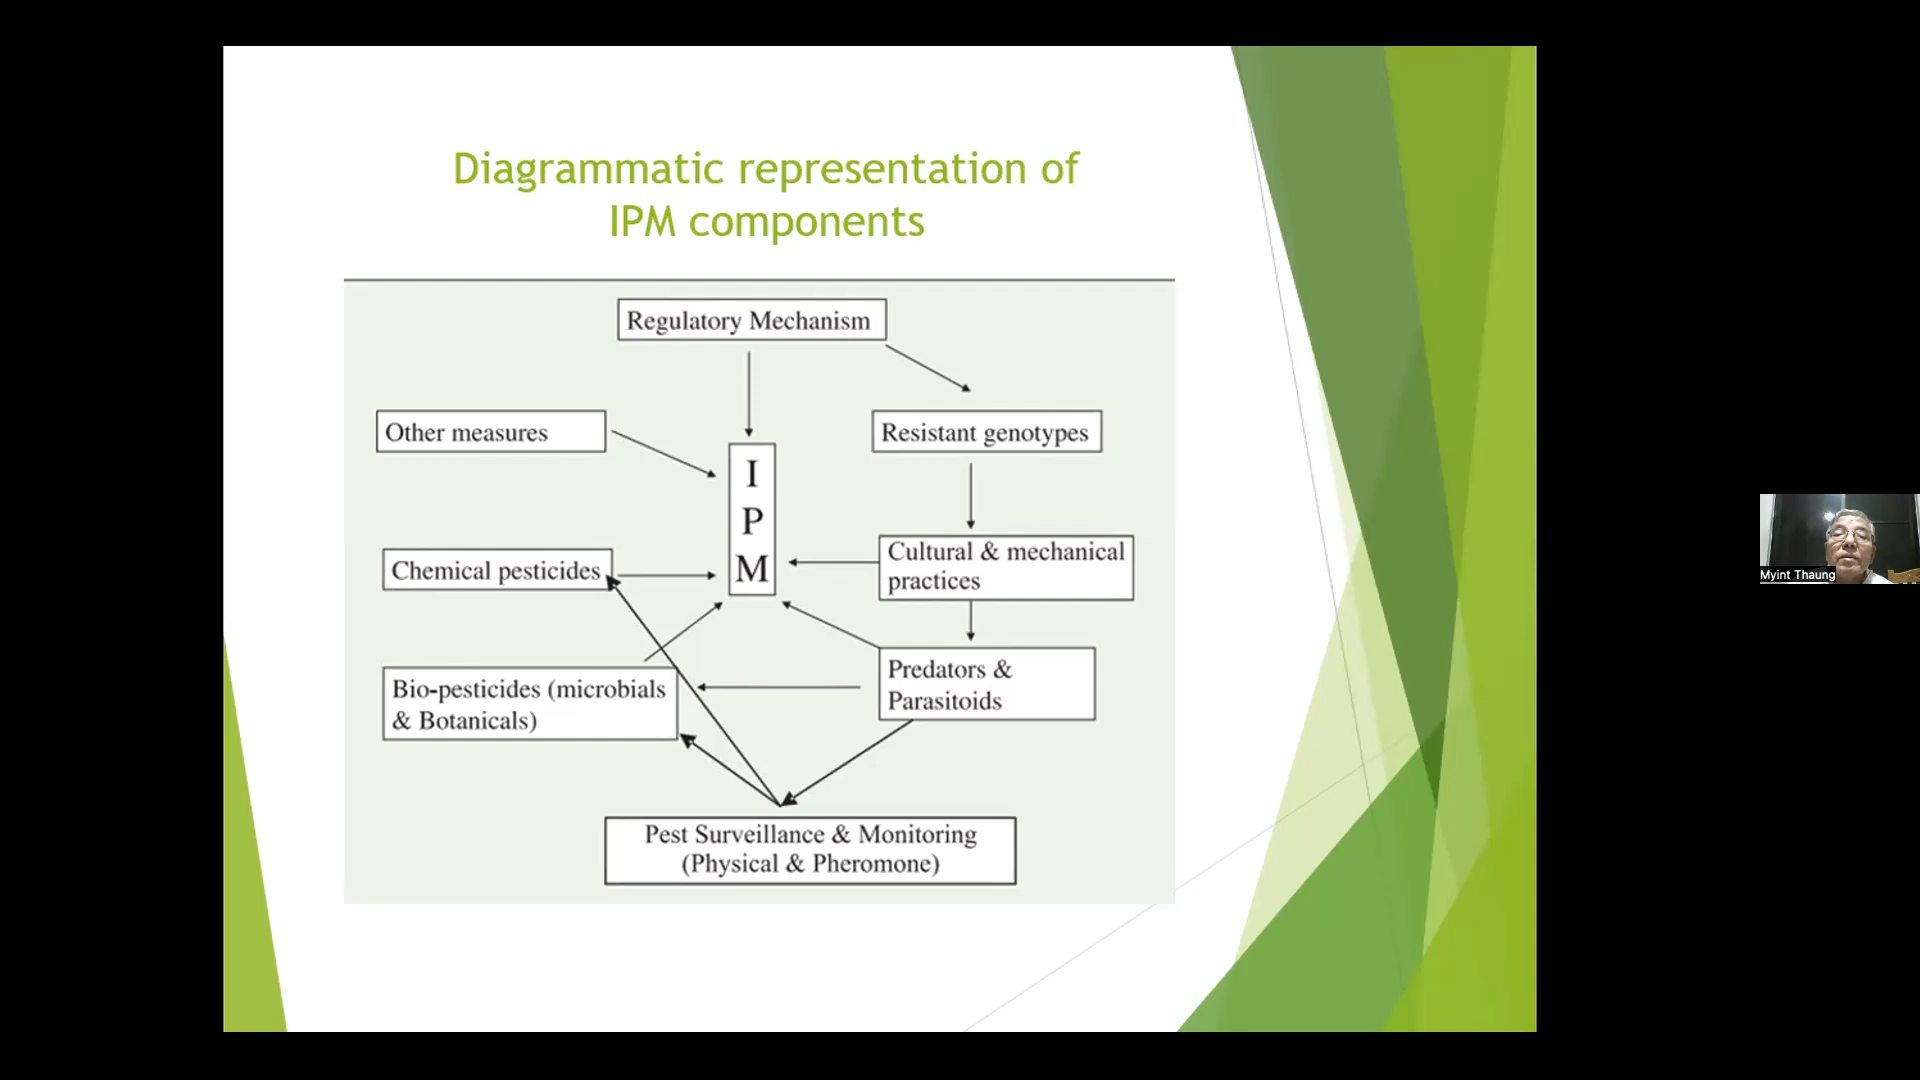 Diagrammatic representation of
IPM components
Regulatory Mechanism
Other measures
Resistant genotypes
I
P
M
Cultural & mechanical
practices
Chemical pesticides
Predators &
Parasitoids
Bio-pesticides (microbials
& Botanicals)
Pest Surveillance & Monitoring
(Physical & Pheromone)
Myint Thaung